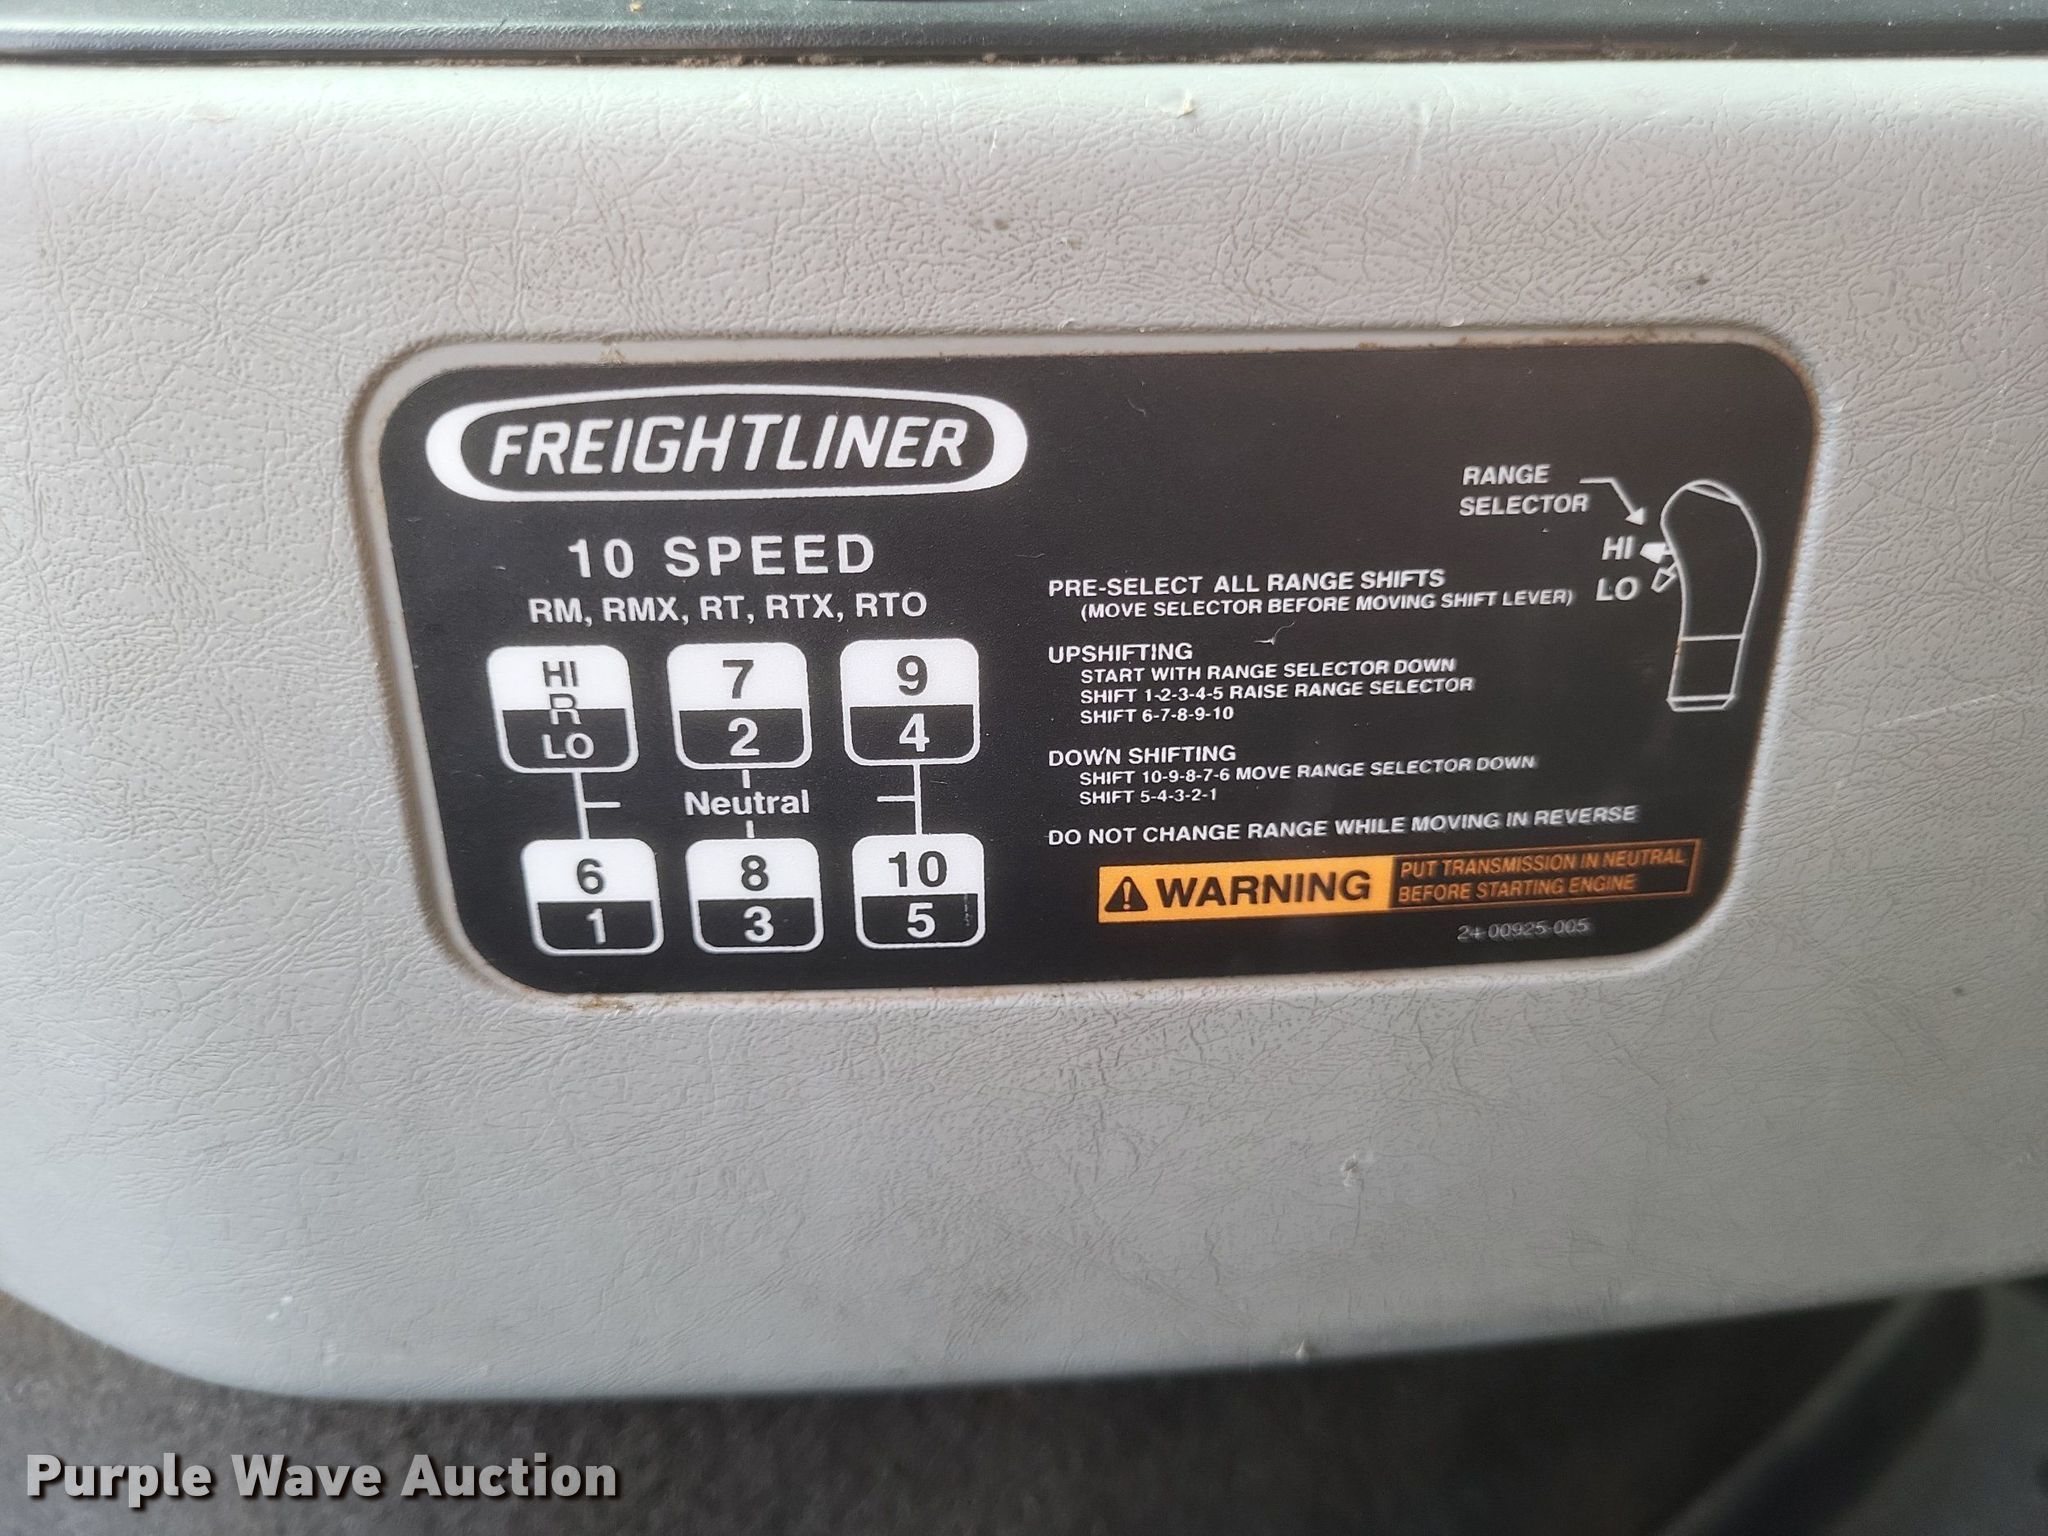 FREIGHTLINER
10 SPEED
RM, RMX, RT, RTX, RTO
HI
R
LO
7
2
9
4
Neutral
6
1
8
3
10
5
RANGE
SELECTOR
HI
LO
PRE-SELECT ALL RANGE SHIFTS
(MOVE SELECTOR BEFORE MOVING SHIFT LEVER)
UPSHIFTING
START WITH RANGE SELECTOR DOWN
SHIFT 1-2-3-4-5 RAISE RANGE SELECTOR
SHIFT 6-7-8-9-10
DOWN SHIFTING
SHIFT 10-9-8-7-6 MOVE RANGE SELECTOR DOWN
SHIFT 5-4-3-2-1
DO NOT CHANGE RANGE WHILE MOVING IN REVERSE
WARNING
PUT TRANSMISSION IN NEUTRAL
BEFORE STARTING ENGINE
24-00925-005
Purple Wave Auction